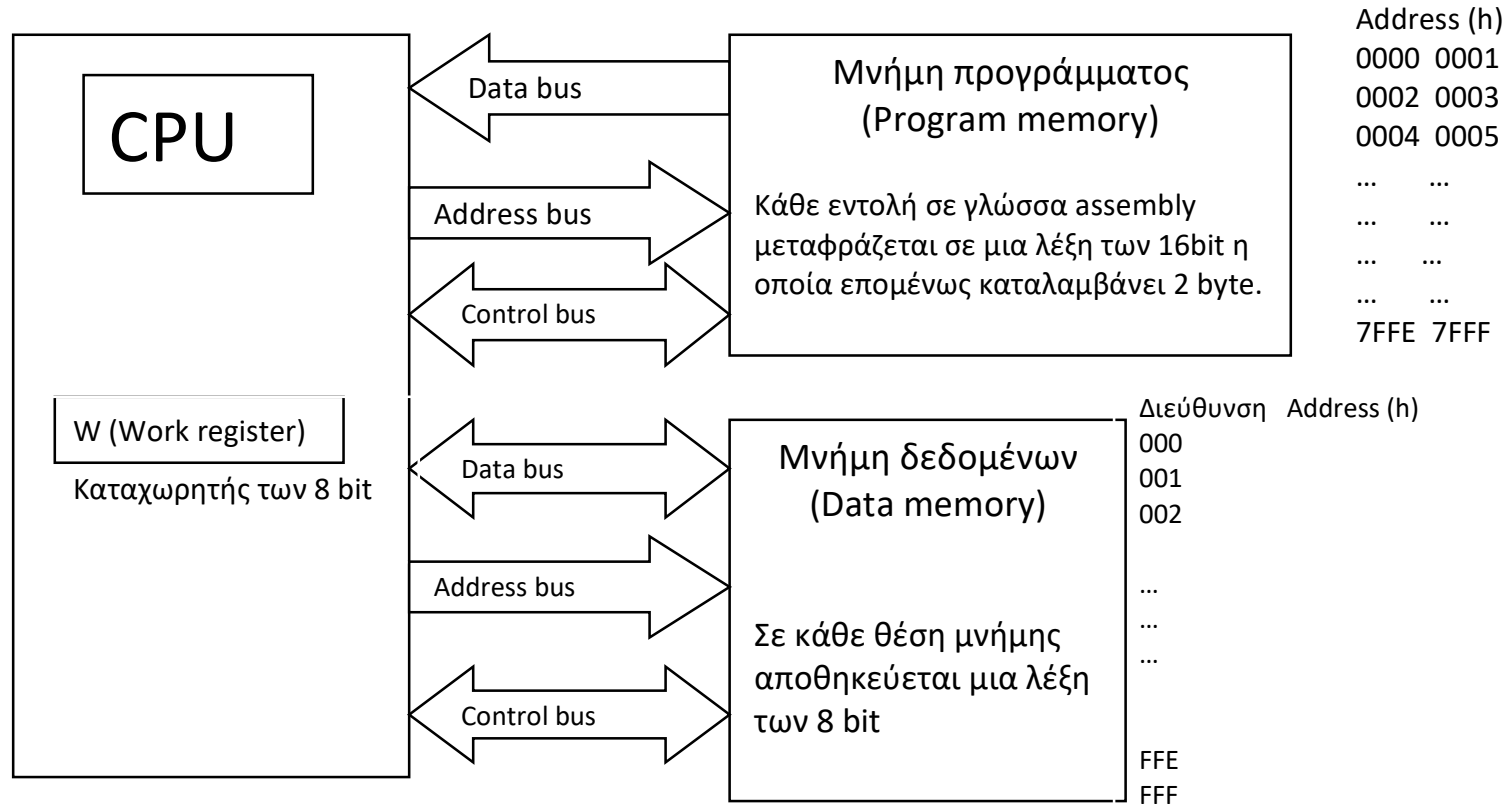 CPU
W (Work register)
Καταχωρητής των 8 bit
Data bus
Address bus
Control bus
Μνήμη προγράμματος
(Program memory)
Κάθε εντολή σε γλώσσα assembly
μεταφράζεται σε μια λέξη των 16bit η
οποία επομένως καταλαμβάνει 2 byte.
Address (h)
0000 0001
0002 0003
0004 0005
... ...
... ...
... ...
... ...
7FFE 7FFF
Data bus
Address bus
Control bus
Μνήμη δεδομένων
(Data memory)
Σε κάθε θέση μνήμης
αποθηκεύεται μια λέξη
των 8 bit
Διεύθυνση Address (h)
000
001
002
...
...
...
FFE
FFF